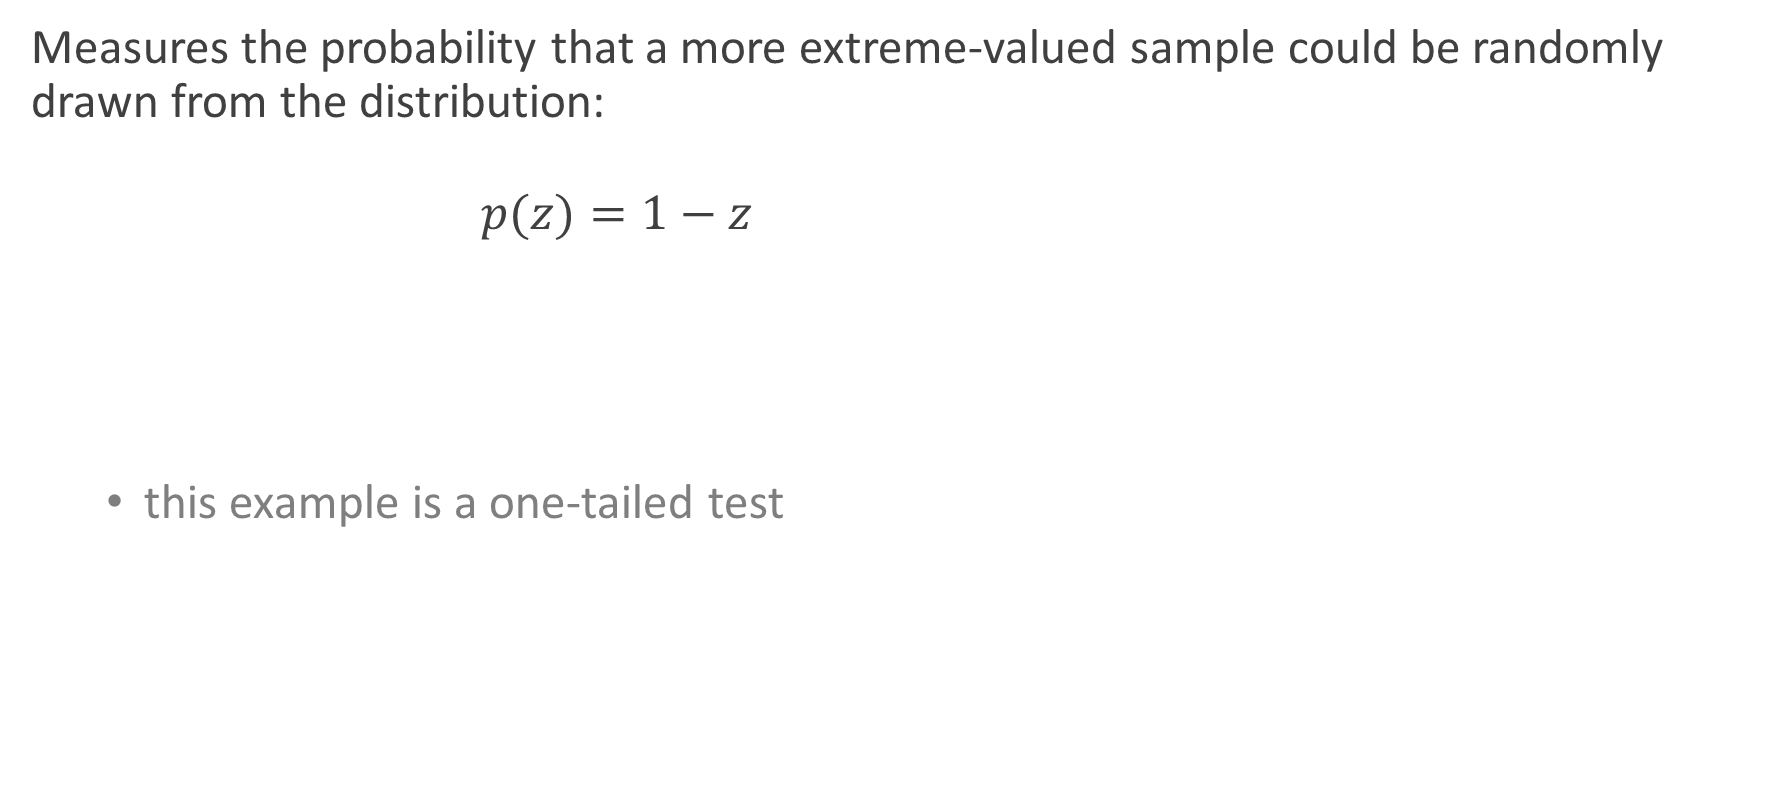 Measures the probability that a more extreme-valued sample could be randomly
drawn from the distribution:
p(z) = 1 − z
• this example is a one-tailed test